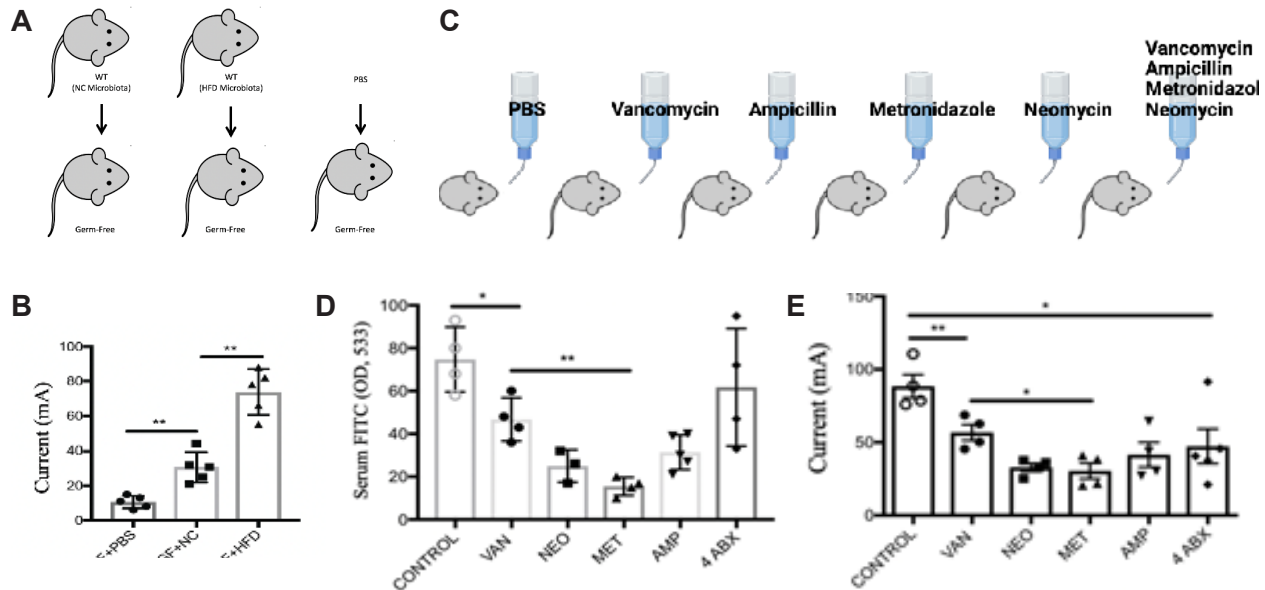 A
WT
(NC Microbiota)
WT
(HFD Microbiota)
PBS
Germ-Free
Germ-Free
Germ-Free
C
PBS
Vancomycin
Ampicillin
Metronidazole
Neomycin
Vancomycin
Ampicillin
Metronidazol
Neomycin
B
Current (mA)
100
80
60
40
20
0
**
**
F+PBS
GF+NC
F+HFD
D
Serum FITC (OD, 533)
100
80
60
40
20
0
*
**
CONTROL
VAN
NEO
MET
AMP
4 ABX
E
Current (mA)
150
100
50
0
*
**
*
CONTROL
VAN
NEO
MET
AMP
4 ABX